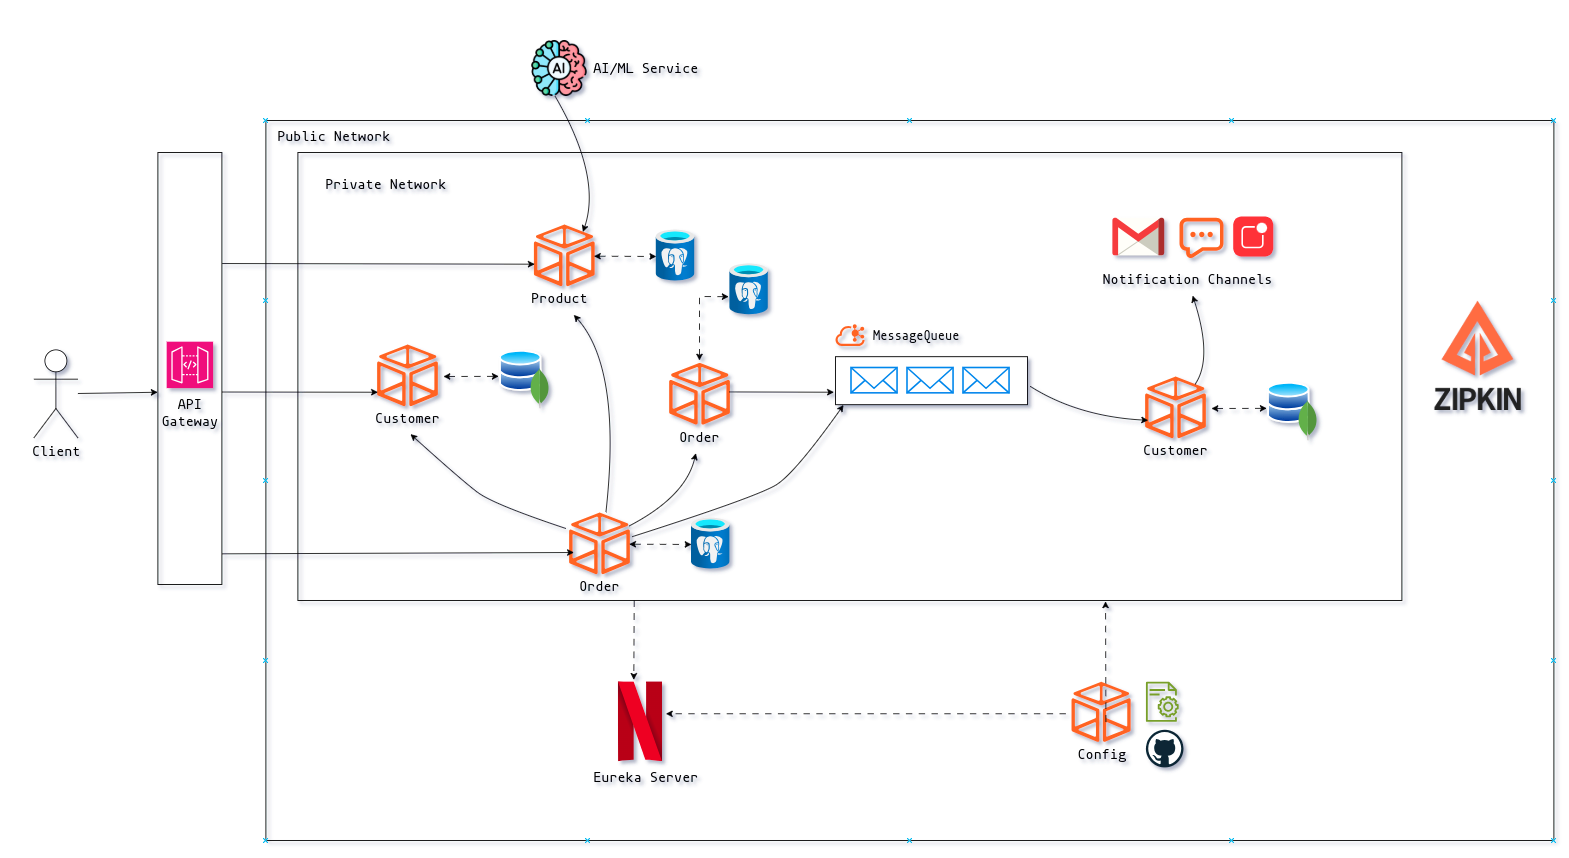 AI
AI/ML Service
Public Network
Private Network
Product
Notification Channels
MessageQueue
</>
API
Gateway
Client
Customer
Order
Customer
ZIPKIN
Order
Config
Eureka Server